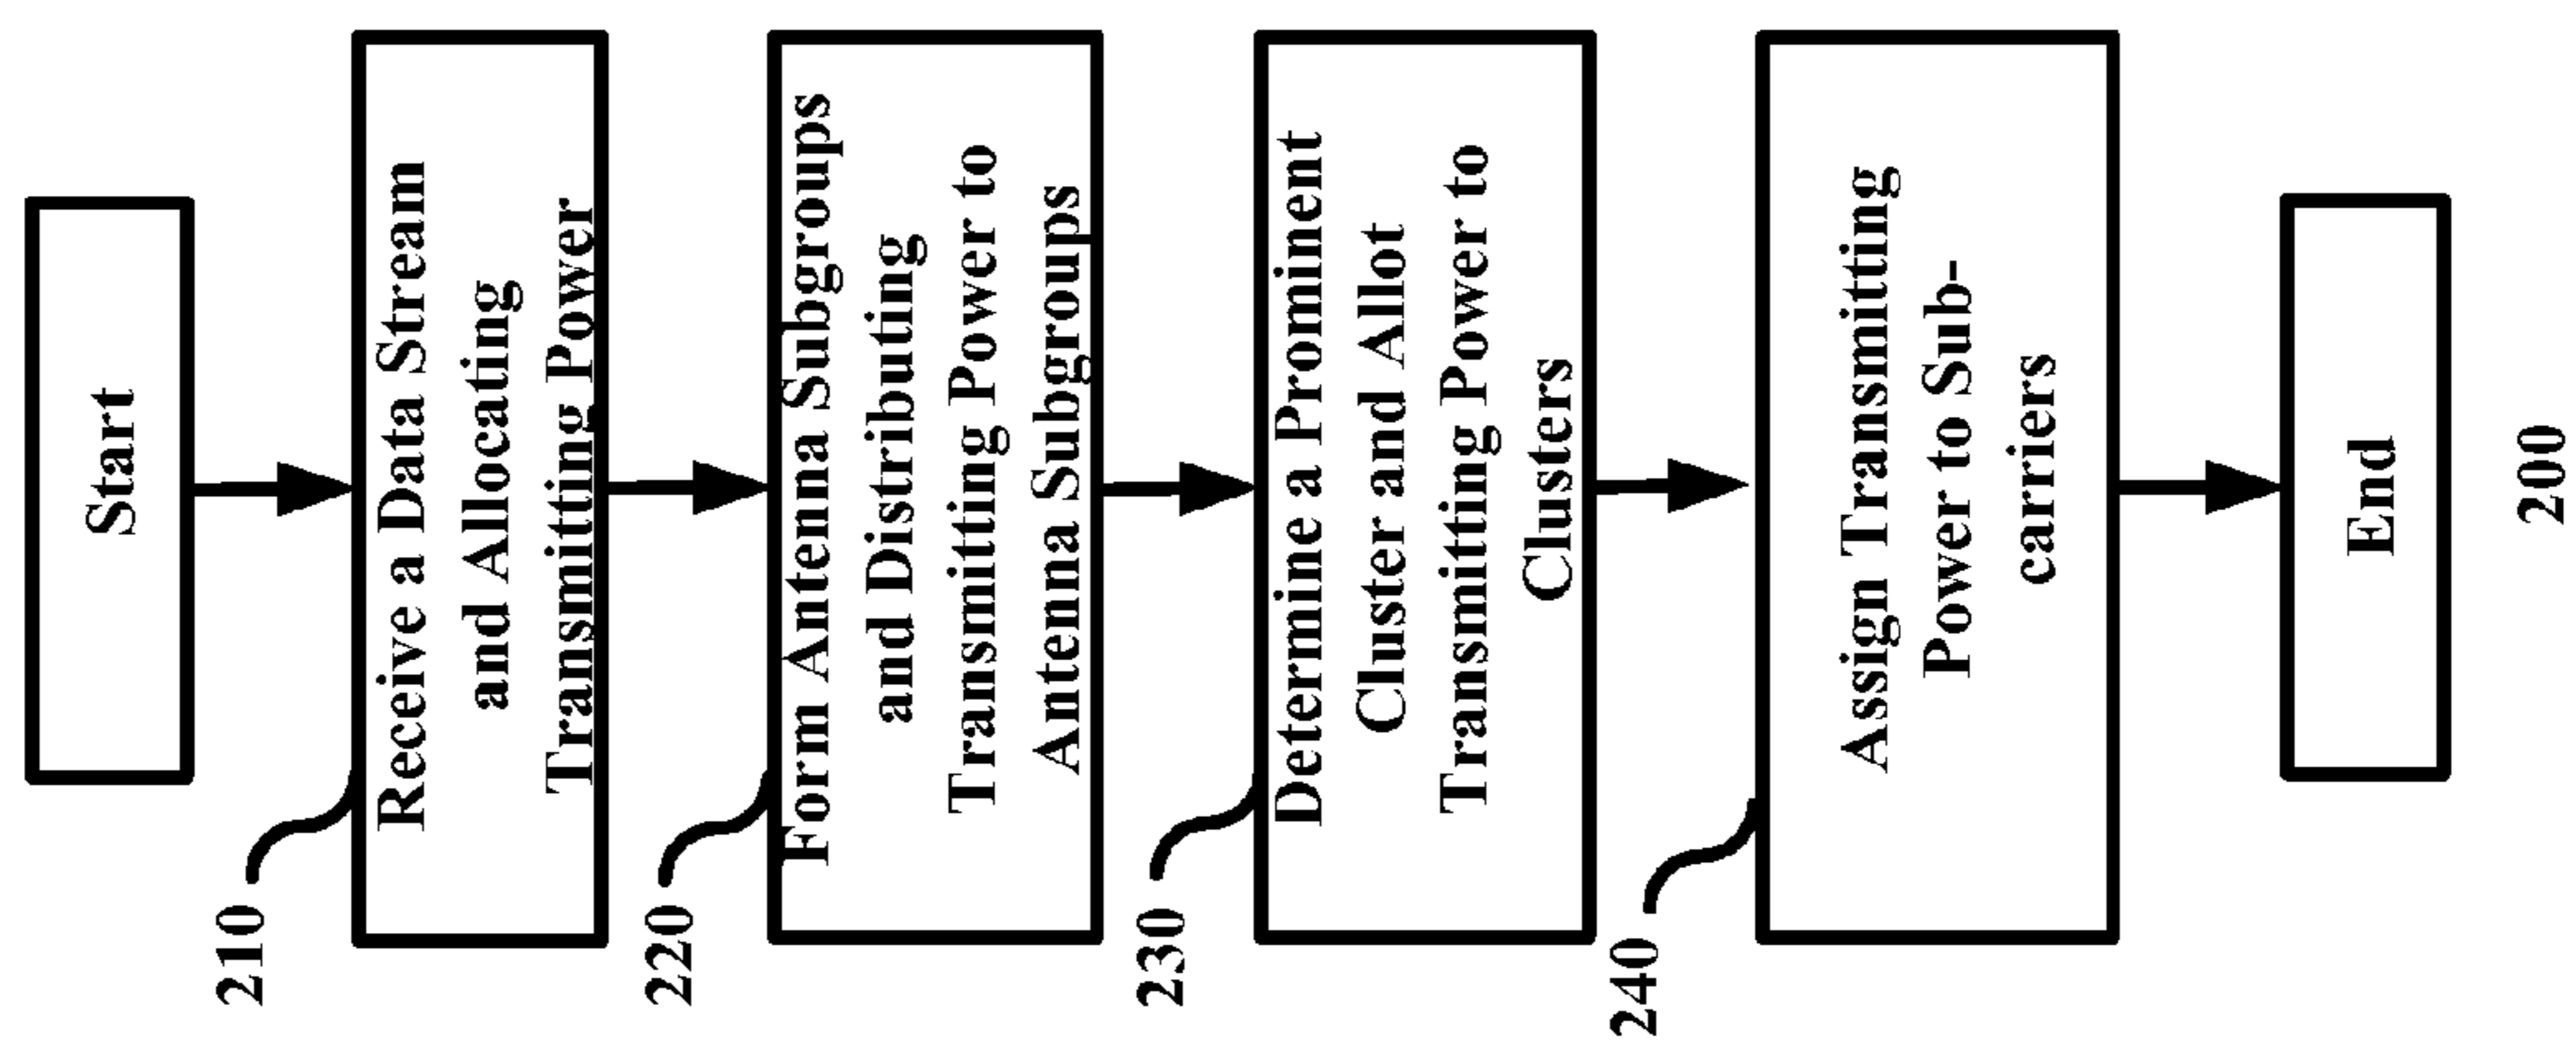 Start
210
Receive a Data Stream
and Allocating
Transmitting Power
220
Form Antenna Subgroups
and Distributing
Transmitting Power to
Antenna Subgroups
230
Determine a Prominent
Cluster and Allot
Transmitting Power to
Clusters
240
Assign Transmitting
Power to Sub-
carriers
End
200